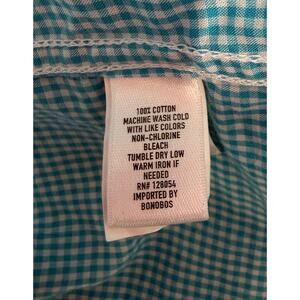 100% COTTON
MACHINE WASH COLD
WITH LIKE COLORS
NON-CHLORINE
BLEACH
TUMBLE DRY LOW
WARM IRON IF
NEEDED
RN# 128054
IMPORTED BY
BONOBOS